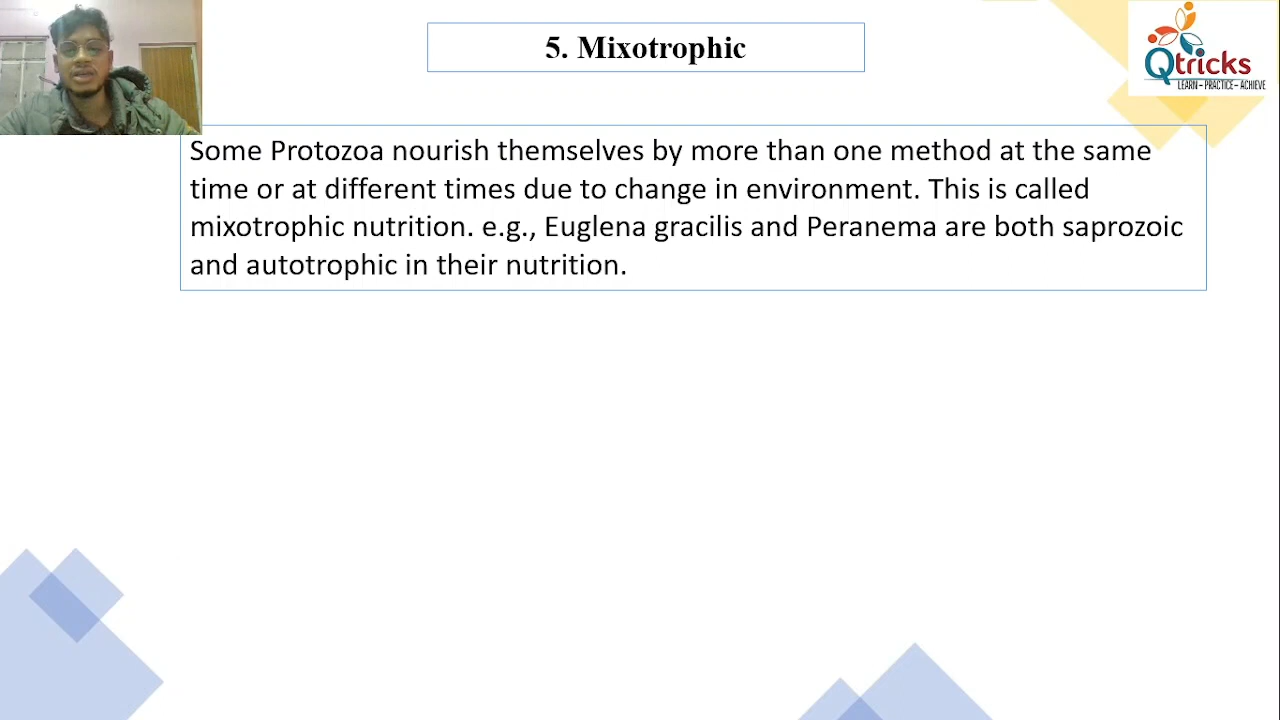 5. Mixotrophic
Qtricks
LEARN – PRACTICE – ACHIEVE
Some Protozoa nourish themselves by more than one method at the same
time or at different times due to change in environment. This is called
mixotrophic nutrition. e.g., Euglena gracilis and Peranema are both saprozoic
and autotrophic in their nutrition.